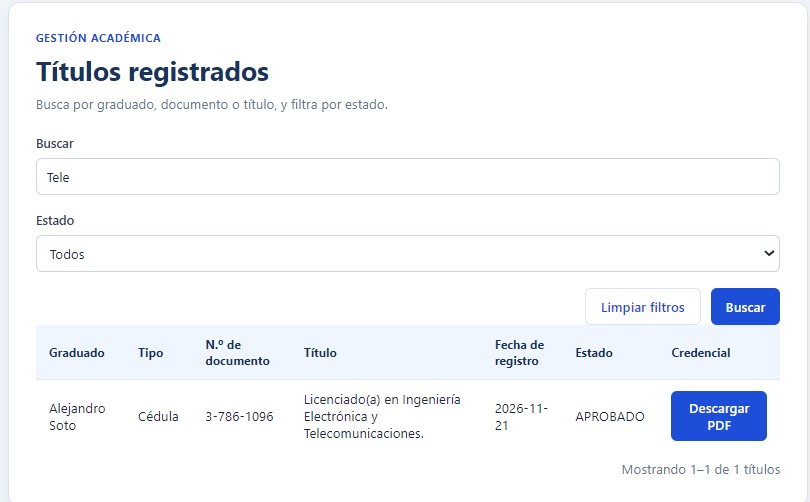 GESTIÓN ACADÉMICA
Títulos registrados
Busca por graduado, documento o título, y filtra por estado.
Buscar
Tele
Estado
Todos
Limpiar filtros Buscar
Graduado Tipo N.º de documento Título Fecha de registro Estado Credencial
Alejandro Soto Cédula 3-786-1096 Licenciado(a) en Ingeniería Electrónica y Telecomunicaciones. 2026-11-21 APROBADO Descargar PDF
Mostrando 1–1 de 1 títulos